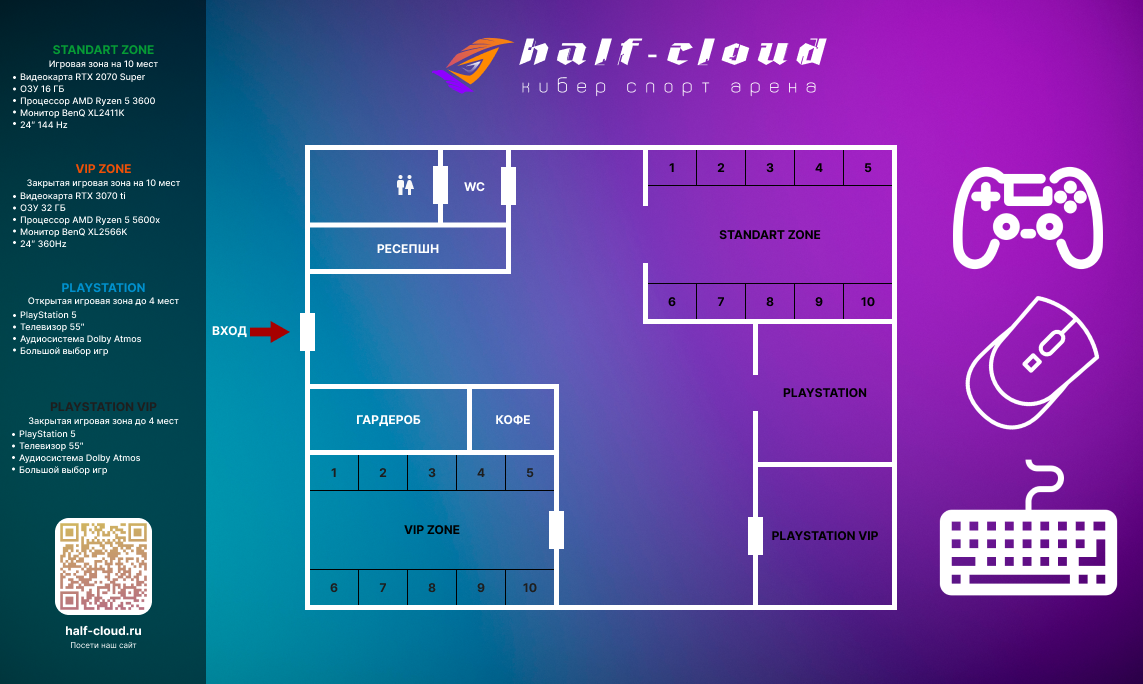 STANDART ZONE
Игровая зона на 10 мест
• Видеокарта RTX 2070 Super
• ОЗУ 16 ГБ
• Процессор AMD Ryzen 5 3600
• Монитор BenQ XL2411K
• 24" 144 Hz
VIP ZONE
Закрытая игровая зона на 10 мест
• Видеокарта RTX 3070 ti
• ОЗУ 32 ГБ
• Процессор AMD Ryzen 5 5600x
• Монитор BenQ XL2566K
• 24" 360Hz
PLAYSTATION
Открытая игровая зона до 4 мест
• PlayStation 5
• Телевизор 55"
• Аудиосистема Dolby Atmos
• Большой выбор игр
PLAYSTATION VIP
Закрытая игровая зона до 4 мест
• PlayStation 5
• Телевизор 55"
• Аудиосистема Dolby Atmos
• Большой выбор игр
half-cloud.ru
Посети наш сайт
half-cloud
кибер спорт арена
WC
РЕСЕПШН
ВХОД
ГАРДЕРОБ
КОФЕ
1 2 3 4 5
VIP ZONE
6 7 8 9 10
1 2 3 4 5
STANDART ZONE
6 7 8 9 10
PLAYSTATION
PLAYSTATION VIP